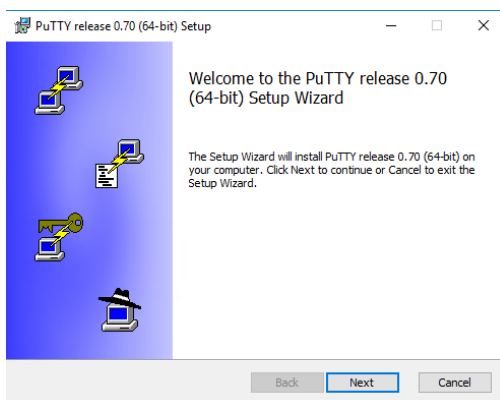 PuTTY release 0.70 (64-bit) Setup
Welcome to the PuTTY release 0.70
(64-bit) Setup Wizard
The Setup Wizard will install PuTTY release 0.70 (64-bit) on
your computer. Click Next to continue or Cancel to exit the
Setup Wizard.
Back Next Cancel